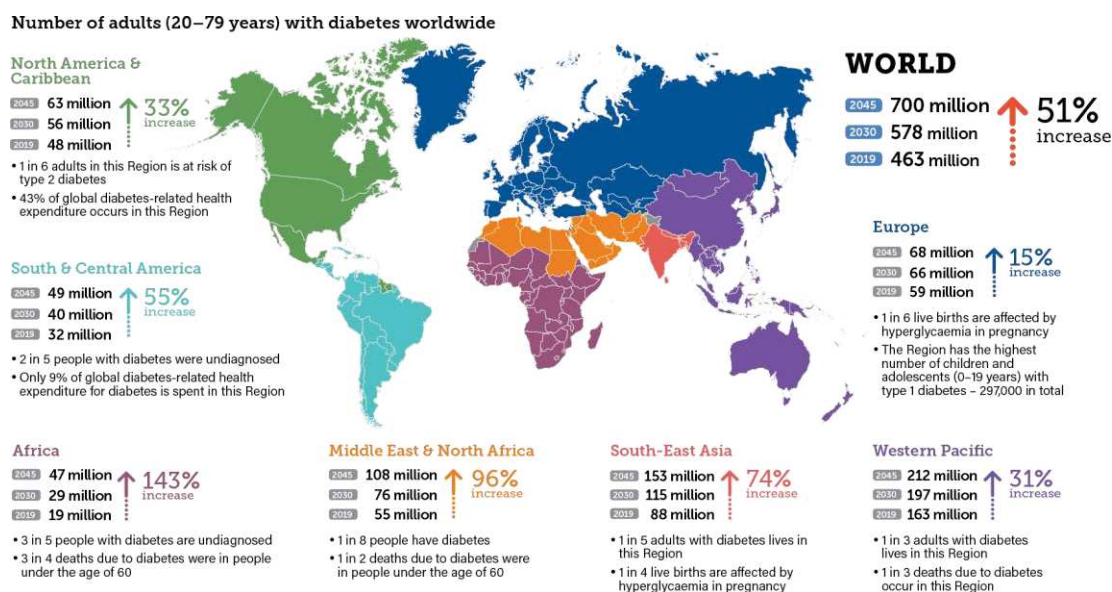 Number of adults (20–79 years) with diabetes worldwide
North America &
Caribbean
2045 63 million
2030 56 million
2019 48 million
33%
increase
• 1 in 6 adults in this Region is at risk of
type 2 diabetes
• 43% of global diabetes-related health
expenditure occurs in this Region
South & Central America
2045 49 million
2030 40 million
2019 32 million
55%
increase
• 2 in 5 people with diabetes were undiagnosed
• Only 9% of global diabetes-related health
expenditure for diabetes is spent in this Region
WORLD
2045 700 million
2030 578 million
2019 463 million
51%
increase
Europe
2045 68 million
2030 66 million
2019 59 million
15%
increase
• 1 in 6 live births are affected by
hyperglycaemia in pregnancy
• The Region has the highest
number of children and
adolescents (0–19 years) with
type 1 diabetes – 297,000 in total
Africa
2045 47 million
2030 29 million
2019 19 million
143%
increase
• 3 in 5 people with diabetes are undiagnosed
• 3 in 4 deaths due to diabetes were in people
under the age of 60
Middle East & North Africa
2045 108 million
2030 76 million
2019 55 million
96%
increase
• 1 in 8 people have diabetes
• 1 in 2 deaths due to diabetes were
in people under the age of 60
South-East Asia
2045 153 million
2030 115 million
2019 88 million
74%
increase
• 1 in 5 adults with diabetes lives in
this Region
• 1 in 4 live births are affected by
hyperglycaemia in pregnancy
Western Pacific
2045 212 million
2030 197 million
2019 163 million
31%
increase
• 1 in 3 adults with diabetes
lives in this Region
• 1 in 3 deaths due to diabetes
occur in this Region